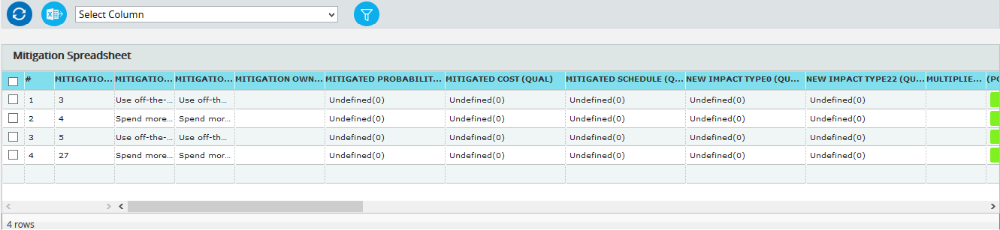 Select Column
Mitigation Spreadsheet
# MITIGATIO... MITIGATIO... MITIGATIO... MITIGATION OWN... MITIGATED PROBABILIT... MITIGATED COST (QUAL) MITIGATED SCHEDULE (Q... NEW IMPACT TYPE0 (QU... NEW IMPACT TYPE22 (QU... MULTIPLIE... (PO
1 3 Use off-the-... Use off-th... Undefined(0) Undefined(0) Undefined(0) Undefined(0) Undefined(0)
2 4 Spend more... Spend mor... Undefined(0) Undefined(0) Undefined(0) Undefined(0) Undefined(0)
3 5 Use off-the-... Use off-th... Undefined(0) Undefined(0) Undefined(0) Undefined(0) Undefined(0)
4 27 Spend more... Spend mor... Undefined(0) Undefined(0) Undefined(0) Undefined(0) Undefined(0)
4 rows